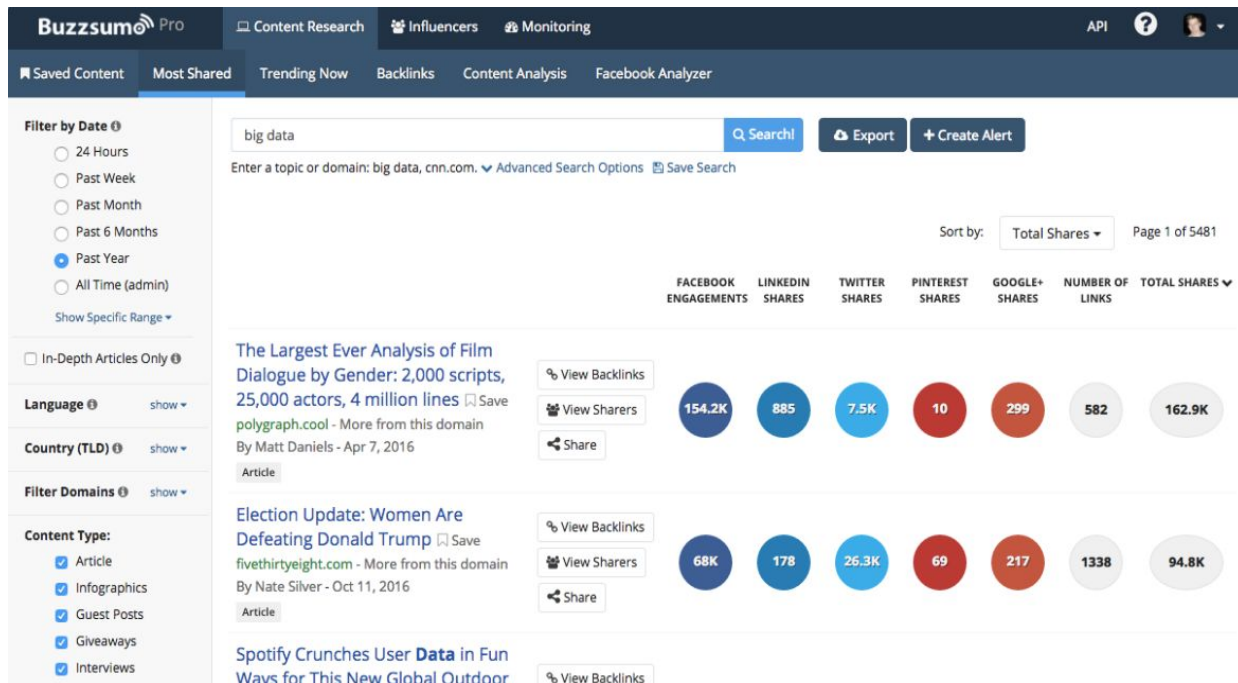 Buzzsumo Pro Content Research Influencers Monitoring API ?
Saved Content Most Shared Trending Now Backlinks Content Analysis Facebook Analyzer
Filter by Date
24 Hours
Past Week
Past Month
Past 6 Months
Past Year
All Time (admin)
Show Specific Range
In-Depth Articles Only
Language show
Country (TLD) show
Filter Domains show
Content Type:
Article
Infographics
Guest Posts
Giveaways
Interviews
big data Search! Export + Create Alert
Enter a topic or domain: big data, cnn.com. Advanced Search Options Save Search
Sort by: Total Shares Page 1 of 5481
FACEBOOK LINKEDIN TWITTER PINTEREST GOOGLE+ NUMBER OF TOTAL SHARES
ENGAGEMENTS SHARES SHARES SHARES SHARES LINKS
The Largest Ever Analysis of Film
Dialogue by Gender: 2,000 scripts,
25,000 actors, 4 million lines Save
polygraph.cool - More from this domain
By Matt Daniels - Apr 7, 2016
Article
View Backlinks
View Sharers
Share
154.2K 885 7.5K 10 299 582 162.9K
Election Update: Women Are
Defeating Donald Trump Save
fivethirtyeight.com - More from this domain
By Nate Silver - Oct 11, 2016
Article
View Backlinks
View Sharers
Share
68K 178 26.3K 69 217 1338 94.8K
Spotify Crunches User Data in Fun
Ways for This New Global Outdoor
View Backlinks